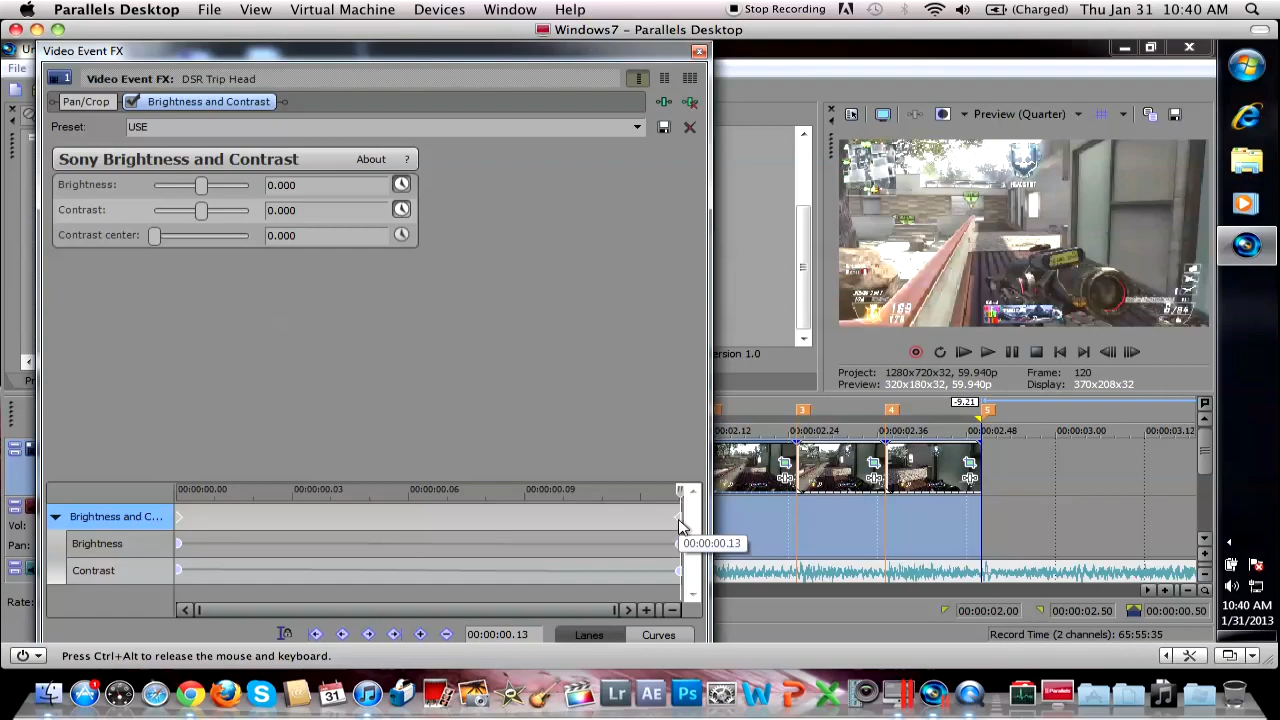 Parallels Desktop File View Virtual Machine Devices Window Help Stop Recording (Charged) Thu Jan 31 10:40 AM
Windows7 - Parallels Desktop
Video Event FX
File
1 Video Event FX: DSR Trip Head
Pan/Crop Brightness and Contrast
Preset: USE
Preview (Quarter)
Sony Brightness and Contrast About ?
Brightness: 0.000
Contrast: 0.000
Contrast center: 0.000
ersion 1.0
Project: 1280x720x32, 59.940p Frame: 120
Preview: 320x180x32, 59.940p Display: 370x208x32
-9.21
3 4 5
00:00:02.24 00:00:02.36 00:00:02.48 00:00:03.00 00:00:03.12
00:00:00.00 00:00:00.03 00:00:00.06 00:00:00.09
Brightness and C...
Vol:
Brightness
00:00:00.13
Pan:
Contrast
Rate:
00:00:02.00 00:00:02.50 00:00:00.50
00:00:00.13 Lanes Curves
Record Time (2 channels): 65:55:35
10:40 AM
1/31/2013
Press Ctrl+Alt to release the mouse and keyboard.
31 Lr AE Ps